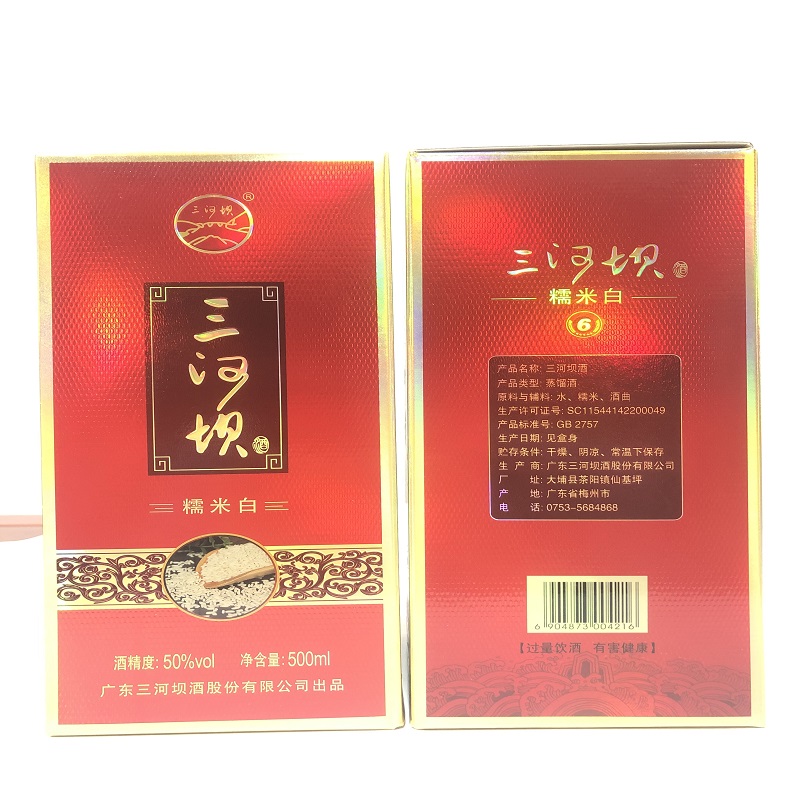 三河坝
®
三河坝
酒
糯米白
酒精度: 50%vol 净含量: 500ml
广东三河坝酒股份有限公司出品
三河坝 酒
糯米白
6
产品名称: 三河坝酒
产品类型: 蒸馏酒
原料与辅料: 水、糯米、酒曲
生产许可证号: SC11544142200049
产品标准号: GB 2757
生产日期: 见盒身
贮存条件: 干燥、阴凉、常温下保存
生产商: 广东三河坝酒股份有限公司
厂址: 大埔县茶阳镇仙基坪
产地: 广东省梅州市
电话: 0753-5684868
6 904873 004216
【过量饮酒 有害健康】